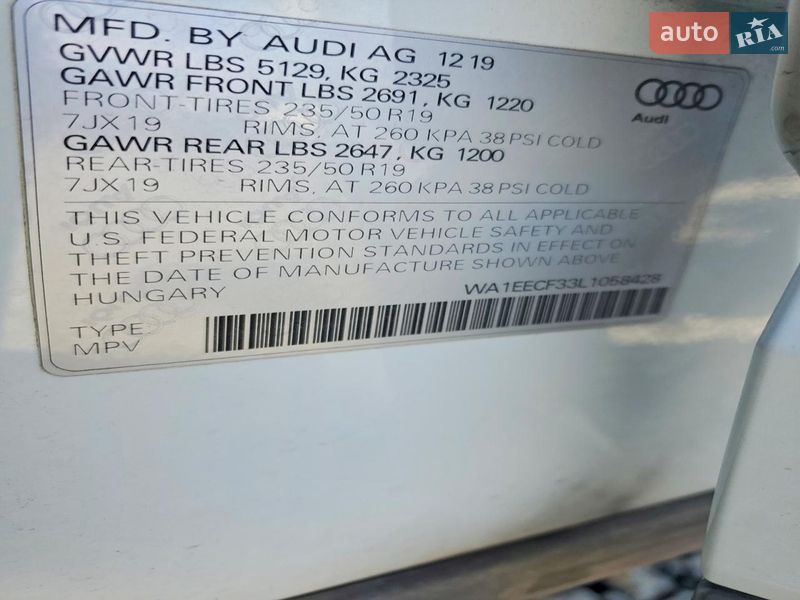 MFD. BY AUDI AG 12 19
GVWR LBS 5129, KG 2325
GAWR FRONT LBS 2691, KG 1220
FRONT-TIRES 235/50 R19
7JX19 RIMS, AT 260 KPA 38 PSI COLD
GAWR REAR LBS 2647, KG 1200
REAR-TIRES 235/50 R19
7JX19 RIMS, AT 260 KPA 38 PSI COLD
THIS VEHICLE CONFORMS TO ALL APPLICABLE
U.S. FEDERAL MOTOR VEHICLE SAFETY AND
THEFT PREVENTION STANDARDS IN EFFECT ON
THE DATE OF MANUFACTURE SHOWN ABOVE
HUNGARY WA1EECF33L1058428
TYPE:
MPV
Audi
auto RIA
.com